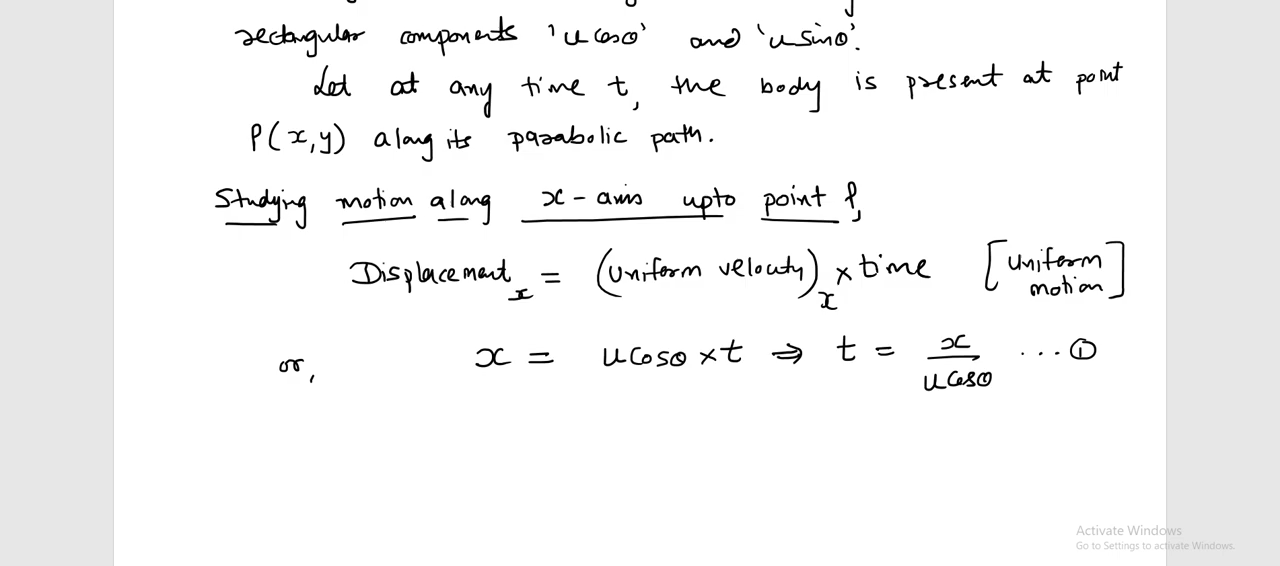 rectangular components 'u cosθ' and 'u sinθ'.
Let at any time t, the body is present at point
P(x,y) along its parabolic path.
Studying motion along x-axis upto point P,
Displacement_x = (uniform velocity)_x × time [uniform motion]
or, x = u cosθ × t ⇒ t = x/(u cosθ) ... ①
Activate Windows
Go to Settings to activate Windows.